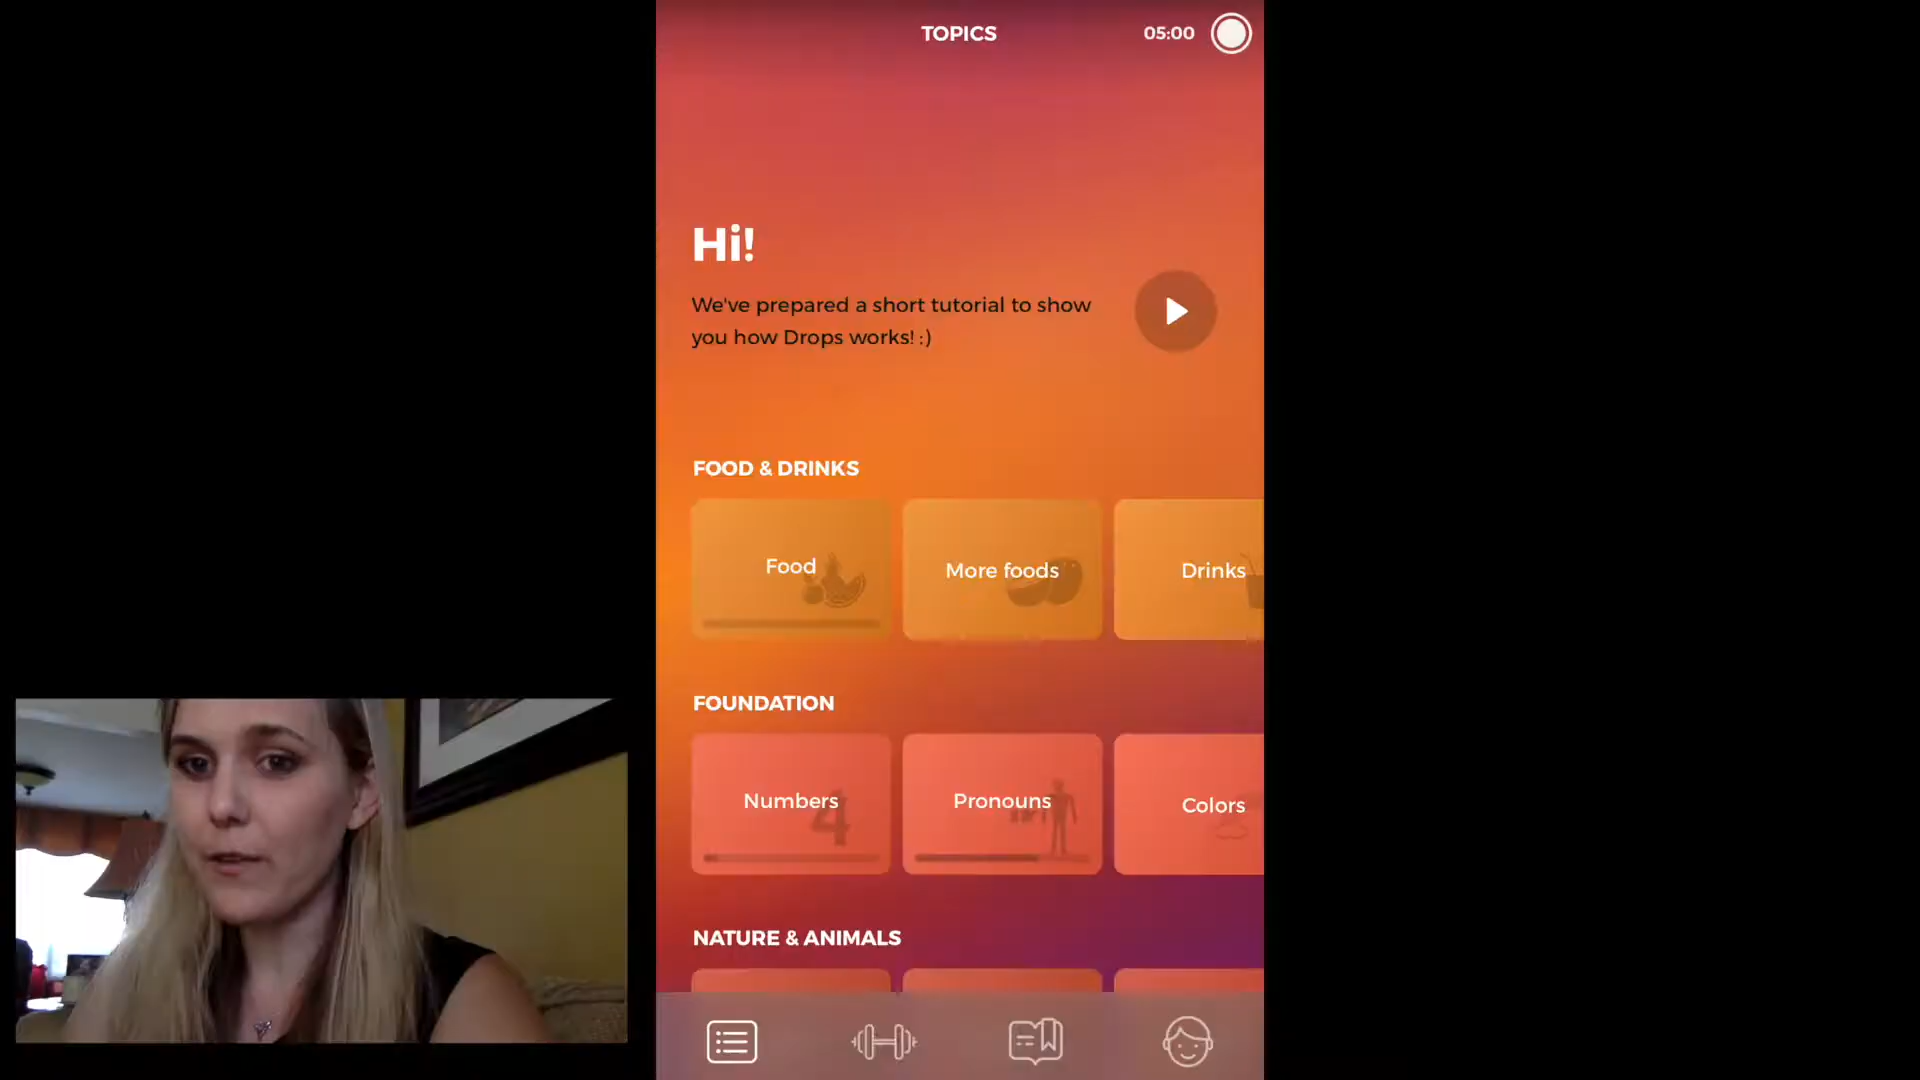 TOPICS
05:00
Hi!
We've prepared a short tutorial to show
you how Drops works! :)
FOOD & DRINKS
Food
More foods
Drinks
FOUNDATION
Numbers
4
Pronouns
Colors
NATURE & ANIMALS